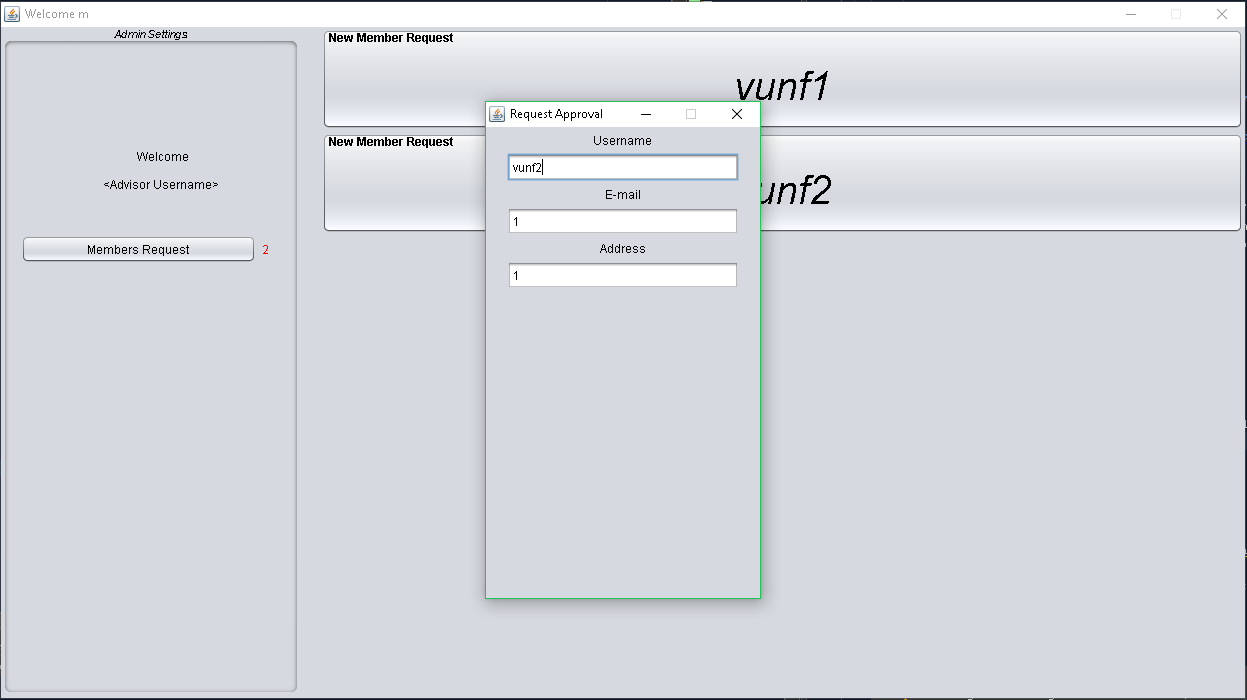 Welcome m
Admin Settings
Welcome
<Advisor Username>
Members Request 2
New Member Request
vunf1
New Member Request
unf2
Request Approval
Username
vunf2
E-mail
1
Address
1